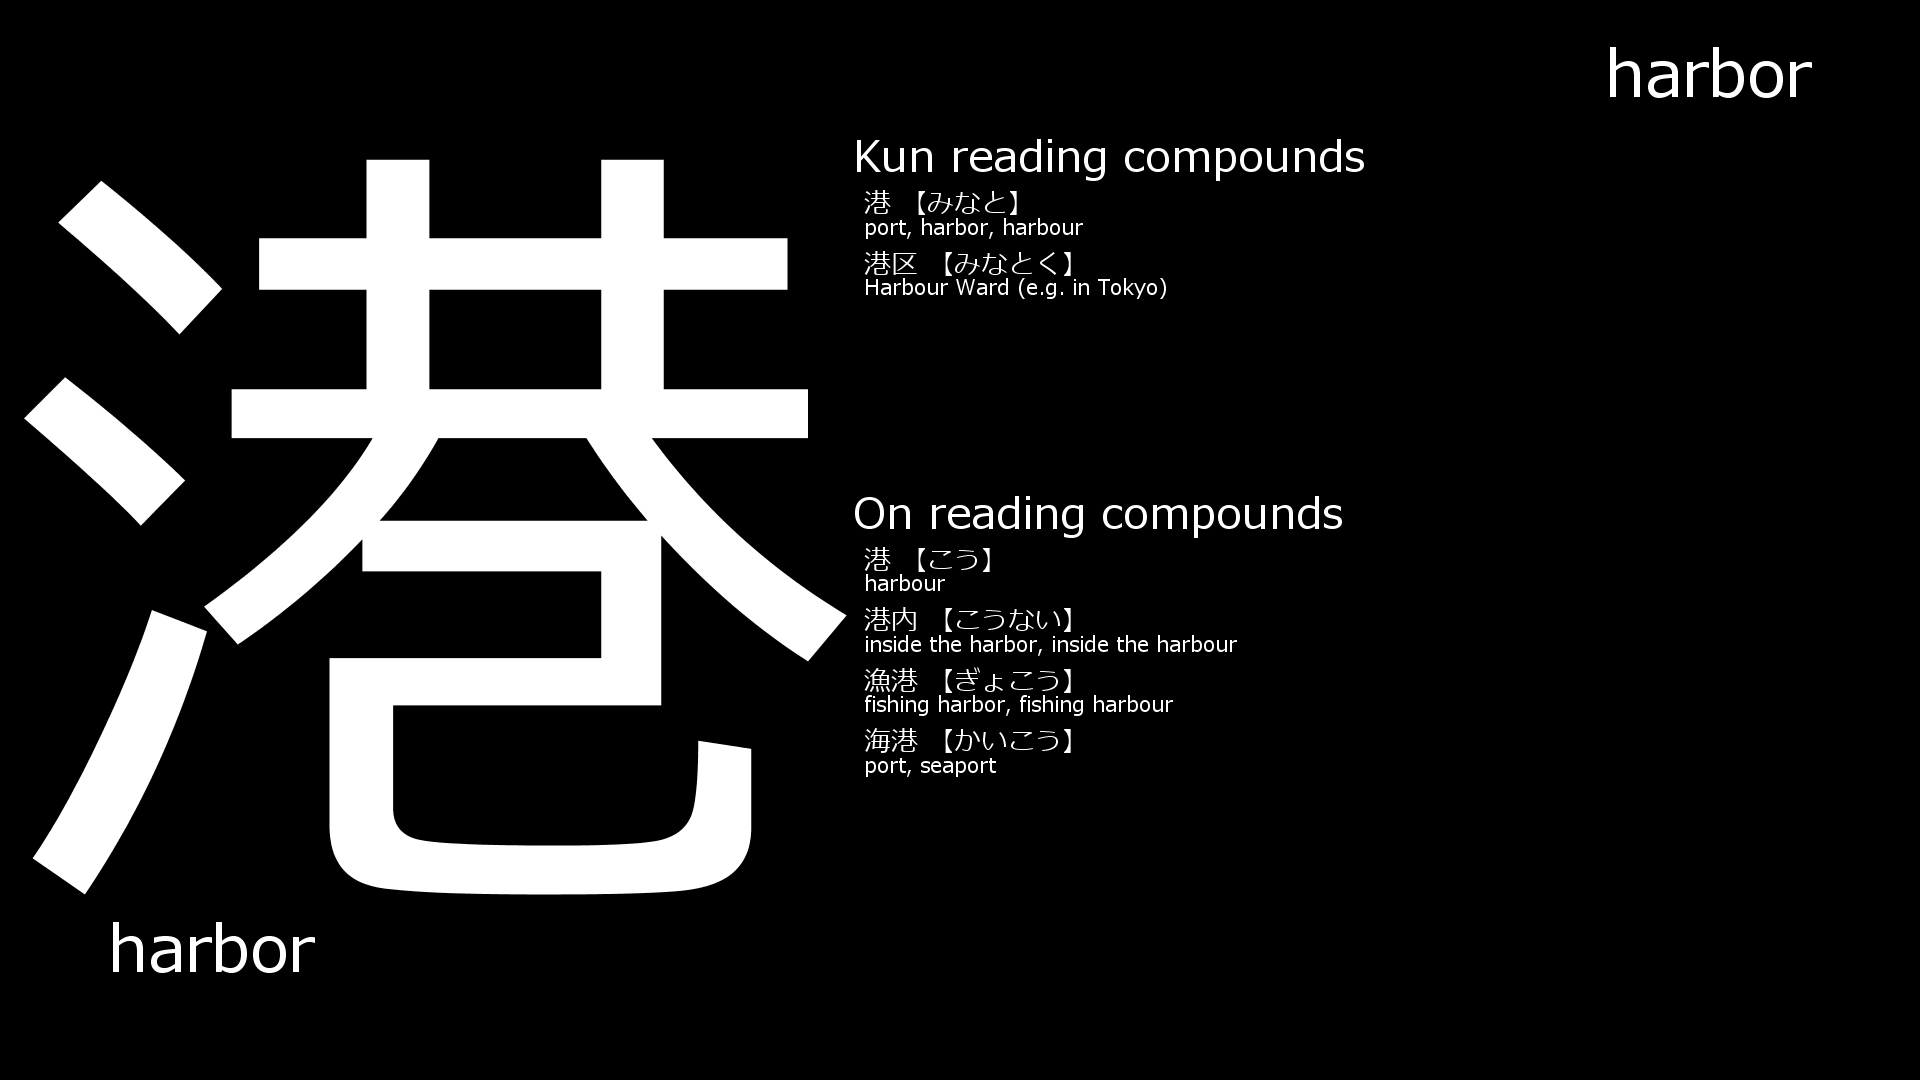 harbor
港
Kun reading compounds
港 【みなと】
port, harbor, harbour
港区 【みなとく】
Harbour Ward (e.g. in Tokyo)
On reading compounds
港 【こう】
harbour
港内 【こうない】
inside the harbor, inside the harbour
漁港 【ぎょこう】
fishing harbor, fishing harbour
海港 【かいこう】
port, seaport
harbor